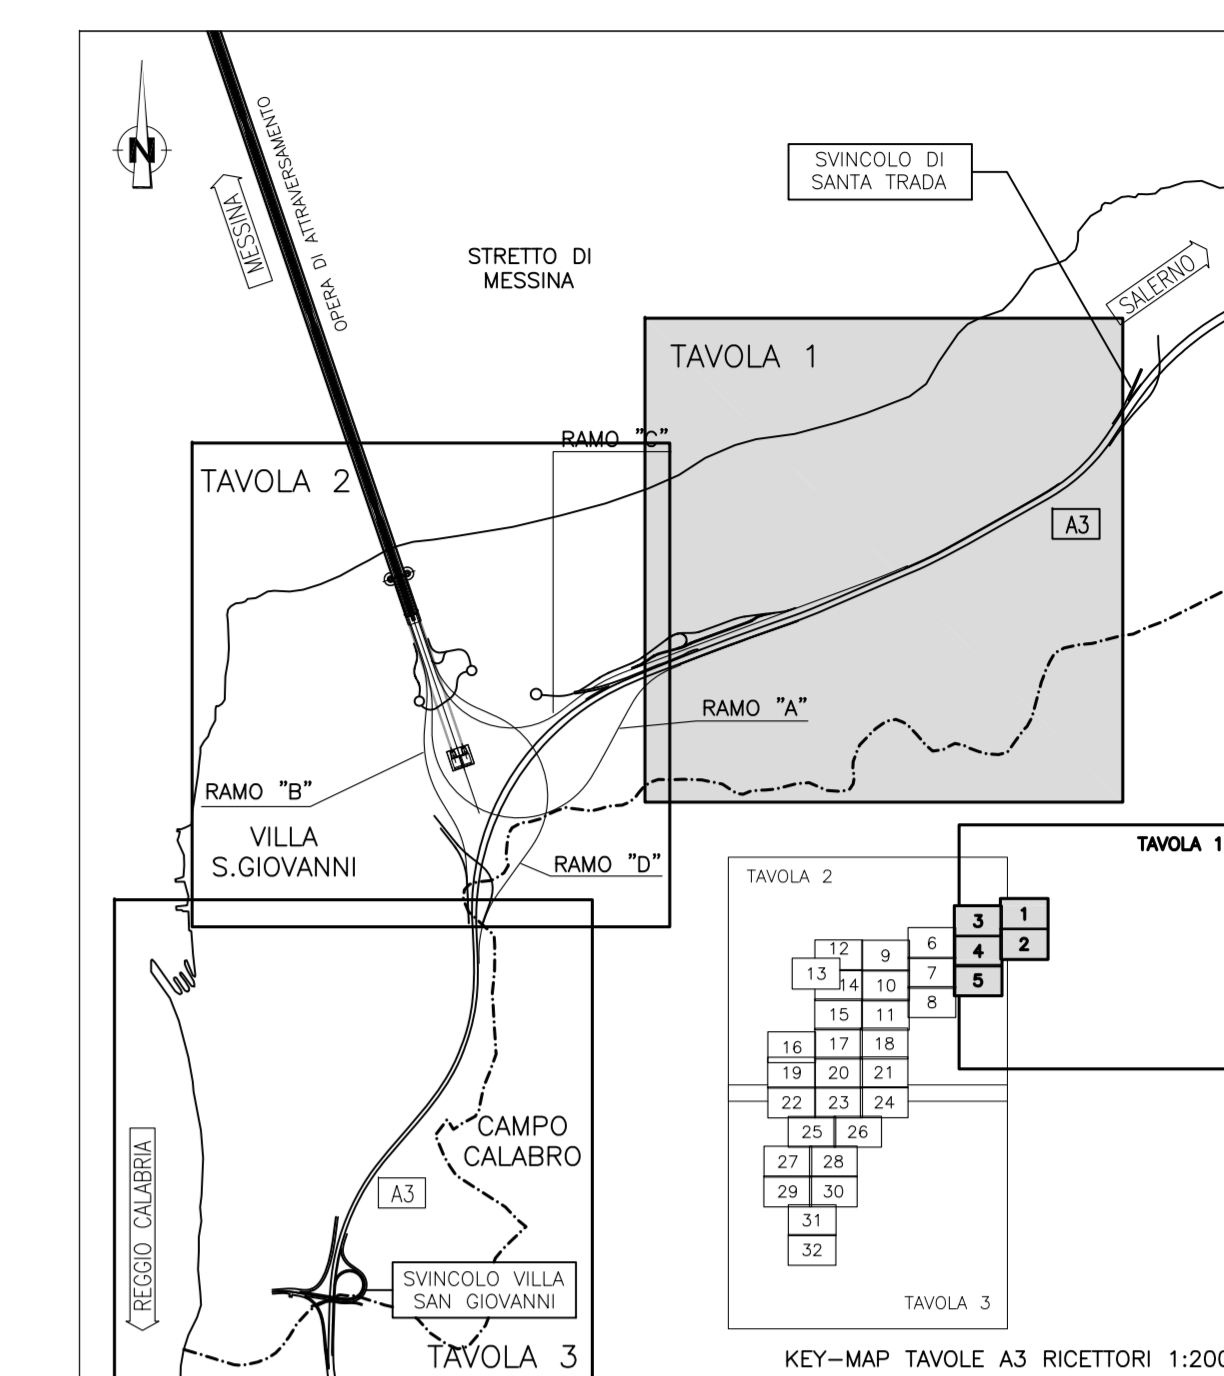 N
MESSINA
OPERA DI ATTRAVERSAMENTO
STRETTO DI
MESSINA
SVINCOLO DI
SANTA TRADA
SALERNO
TAVOLA 1
RAMO "C"
TAVOLA 2
A3
RAMO "A"
RAMO "B"
VILLA
S.GIOVANNI
RAMO "D"
CAMPO
CALABRO
A3
REGGIO CALABRIA
SVINCOLO VILLA
SAN GIOVANNI
TAVOLA 3
TAVOLA 1
TAVOLA 2
1
3
2
4
5
6
7
8
12
9
13
14
10
15
11
16
17
18
19
20
21
22
23
24
25
26
27
28
29
30
31
32
TAVOLA 3
KEY-MAP TAVOLE A3 RICETTORI